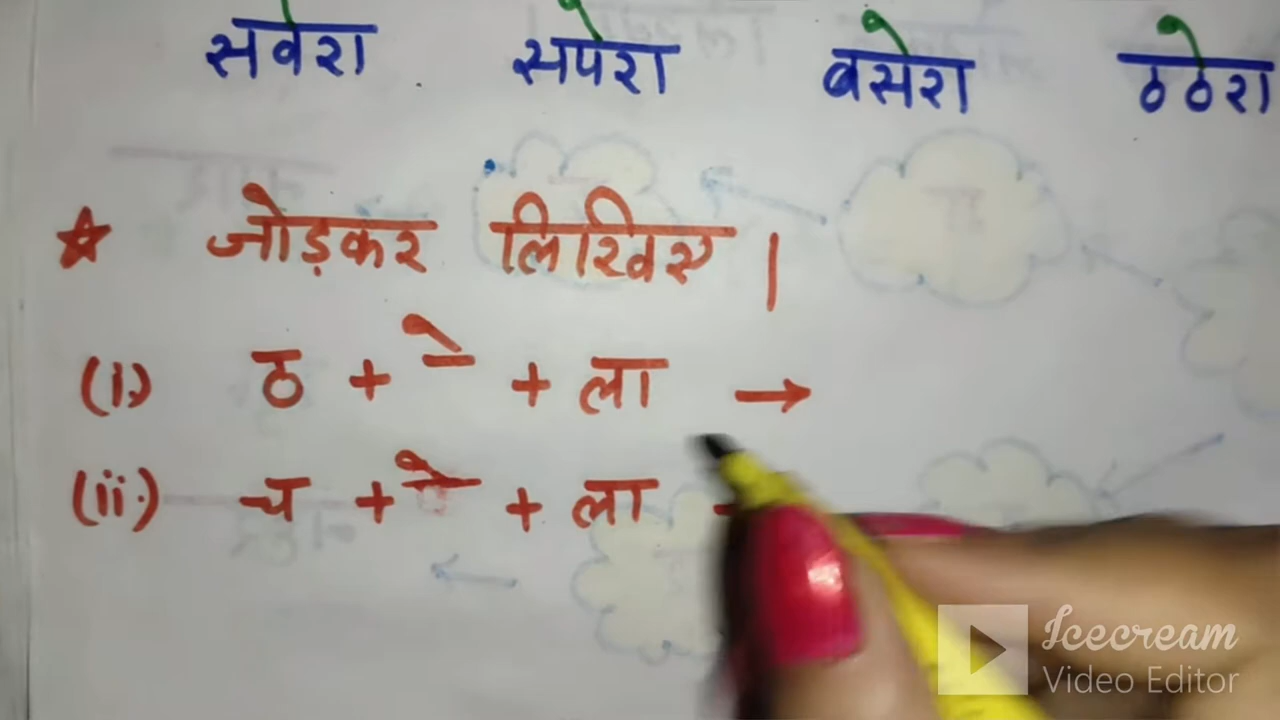 सवेरा सपेरा बसेरा ठठेरा
☆ जोड़कर लिखिए |
(i) ठ + े + ला →
(ii) च + े + ला
Icecream
Video Editor